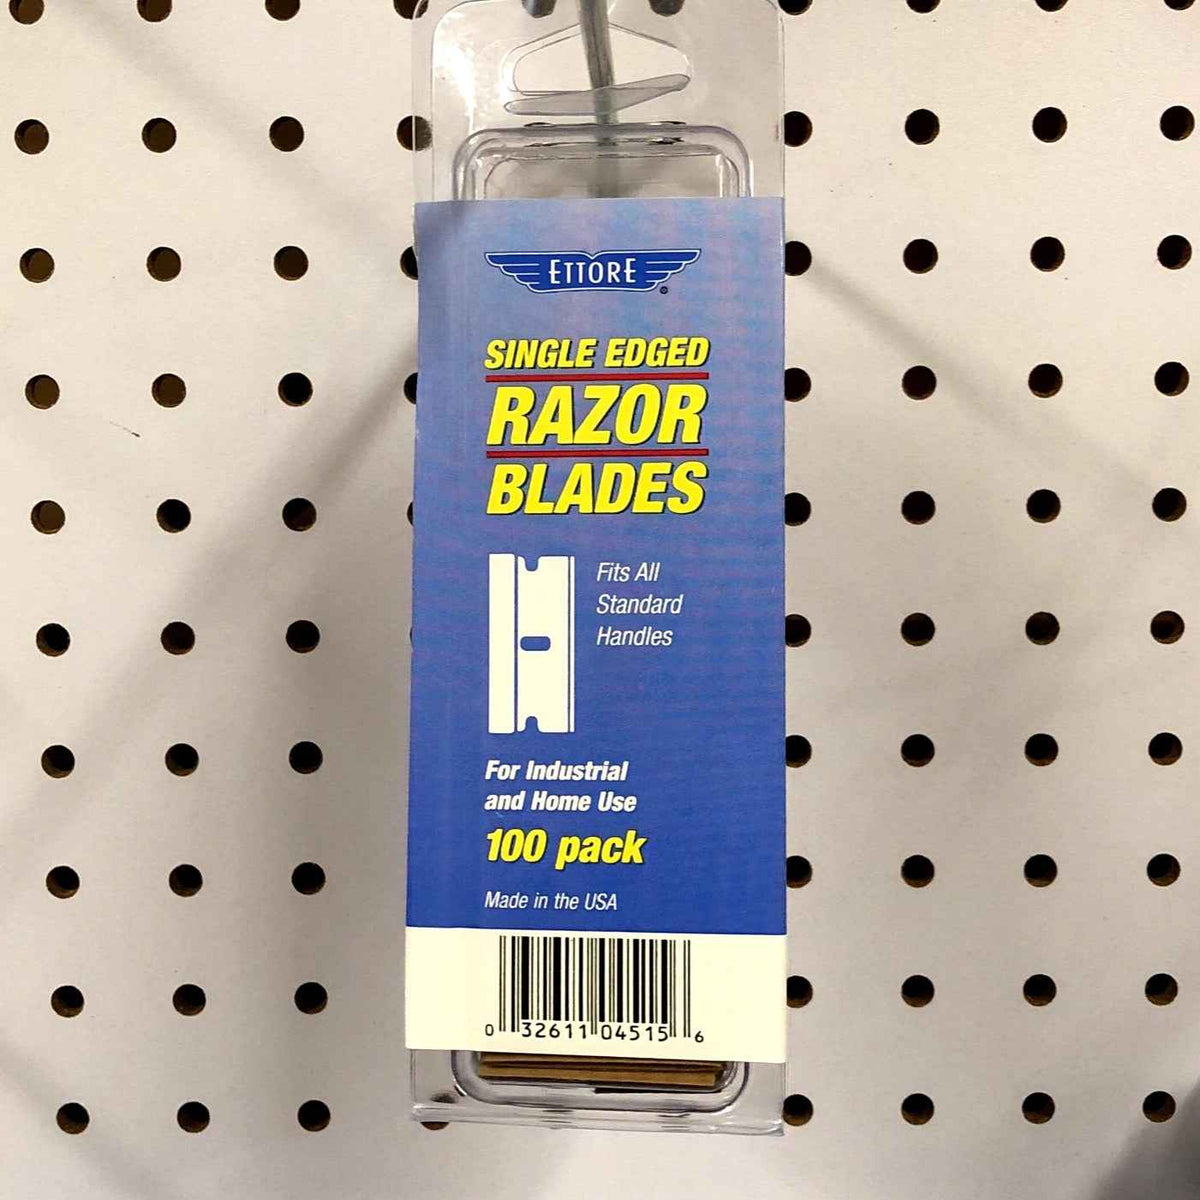 ETTORE
SINGLE EDGED
RAZOR
BLADES
Fits All
Standard
Handles
For Industrial
and Home Use
100 pack
Made in the USA
0 32611 04515 6